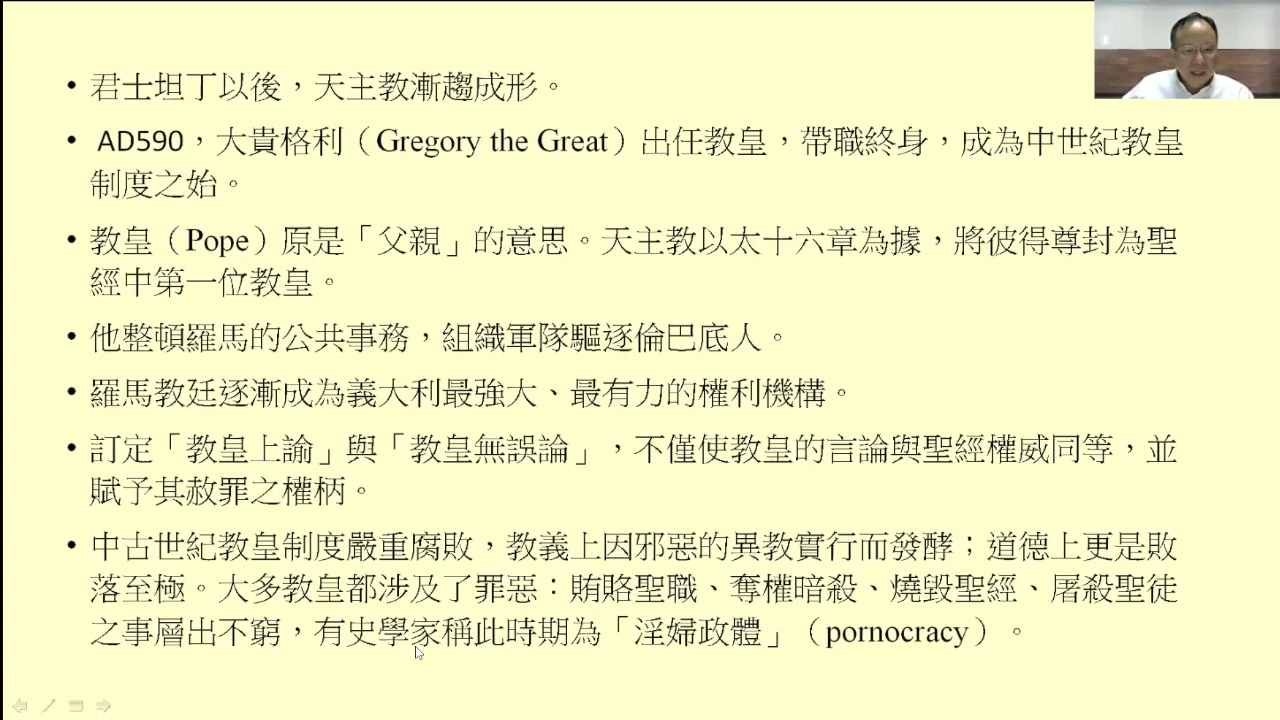 • 君士坦丁以後，天主教漸趨成形。
• AD590，大貴格利（Gregory the Great）出任教皇，帶職終身，成為中世紀教皇
制度之始。
• 教皇（Pope）原是「父親」的意思。天主教以太十六章為據，將彼得尊封為聖
經中第一位教皇。
• 他整頓羅馬的公共事務，組織軍隊驅逐倫巴底人。
• 羅馬教廷逐漸成為義大利最強大、最有力的權利機構。
• 訂定「教皇上諭」與「教皇無誤論」，不僅使教皇的言論與聖經權威同等，並
賦予其赦罪之權柄。
• 中古世紀教皇制度嚴重腐敗，教義上因邪惡的異教實行而發酵；道德上更是敗
落至極。大多教皇都涉及了罪惡：賄賂聖職、奪權暗殺、燒毀聖經、屠殺聖徒
之事層出不窮，有史學家稱此時期為「淫婦政體」（pornocracy）。